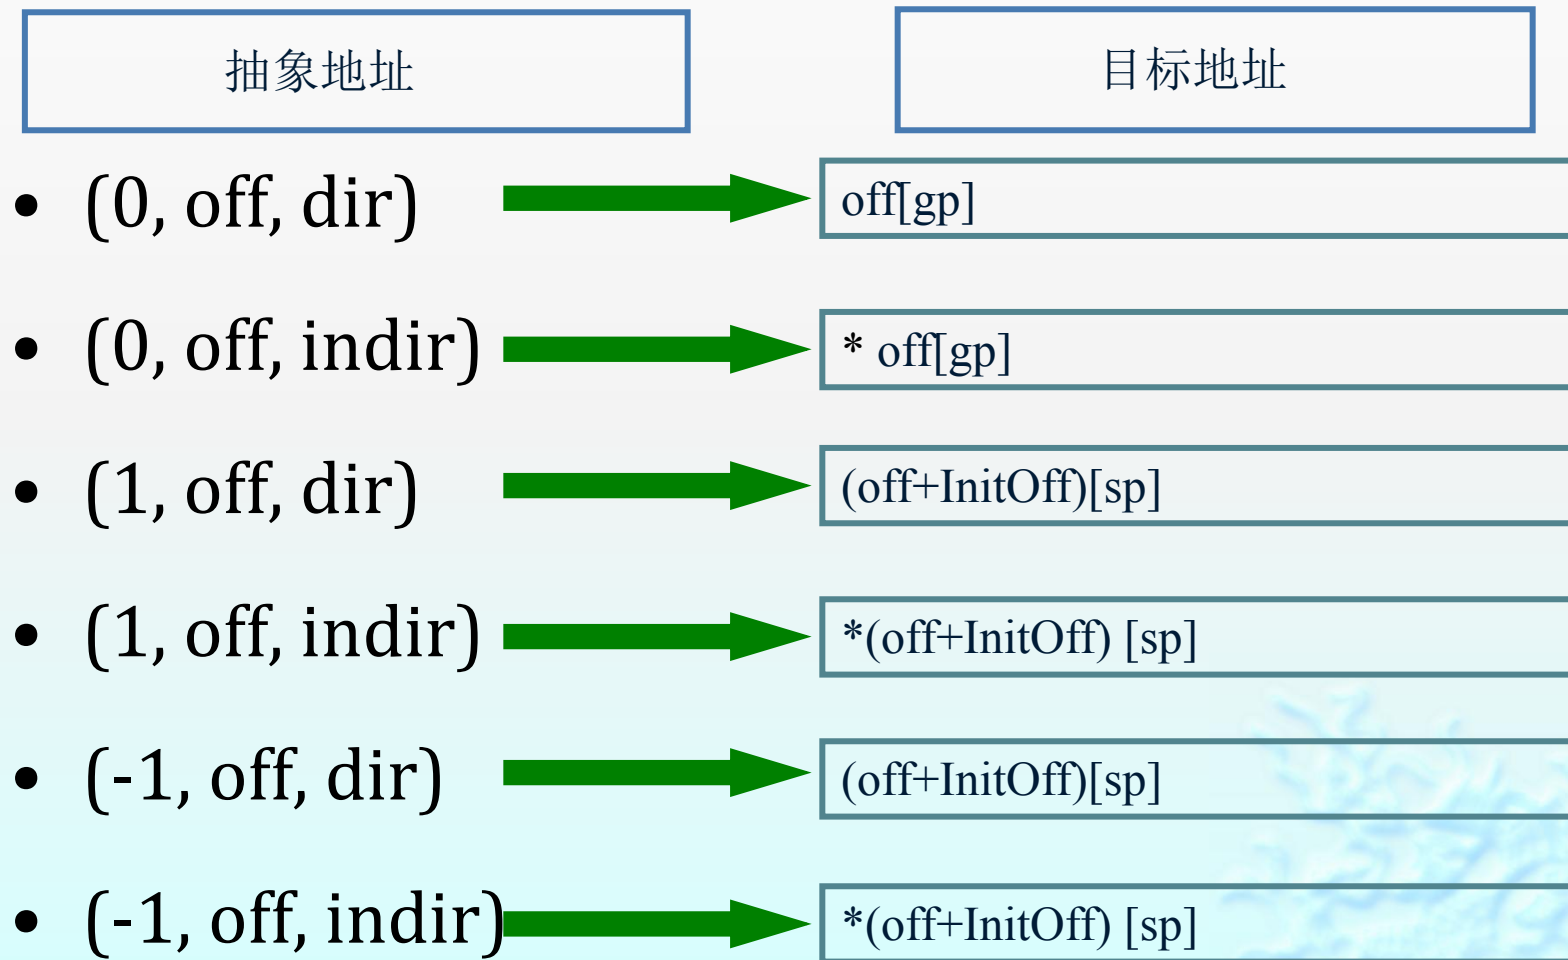 抽象地址
目标地址
• (0, off, dir)
off[gp]
• (0, off, indir)
* off[gp]
• (1, off, dir)
(off+InitOff)[sp]
• (1, off, indir)
*(off+InitOff) [sp]
• (-1, off, dir)
(off+InitOff)[sp]
• (-1, off, indir)
*(off+InitOff) [sp]